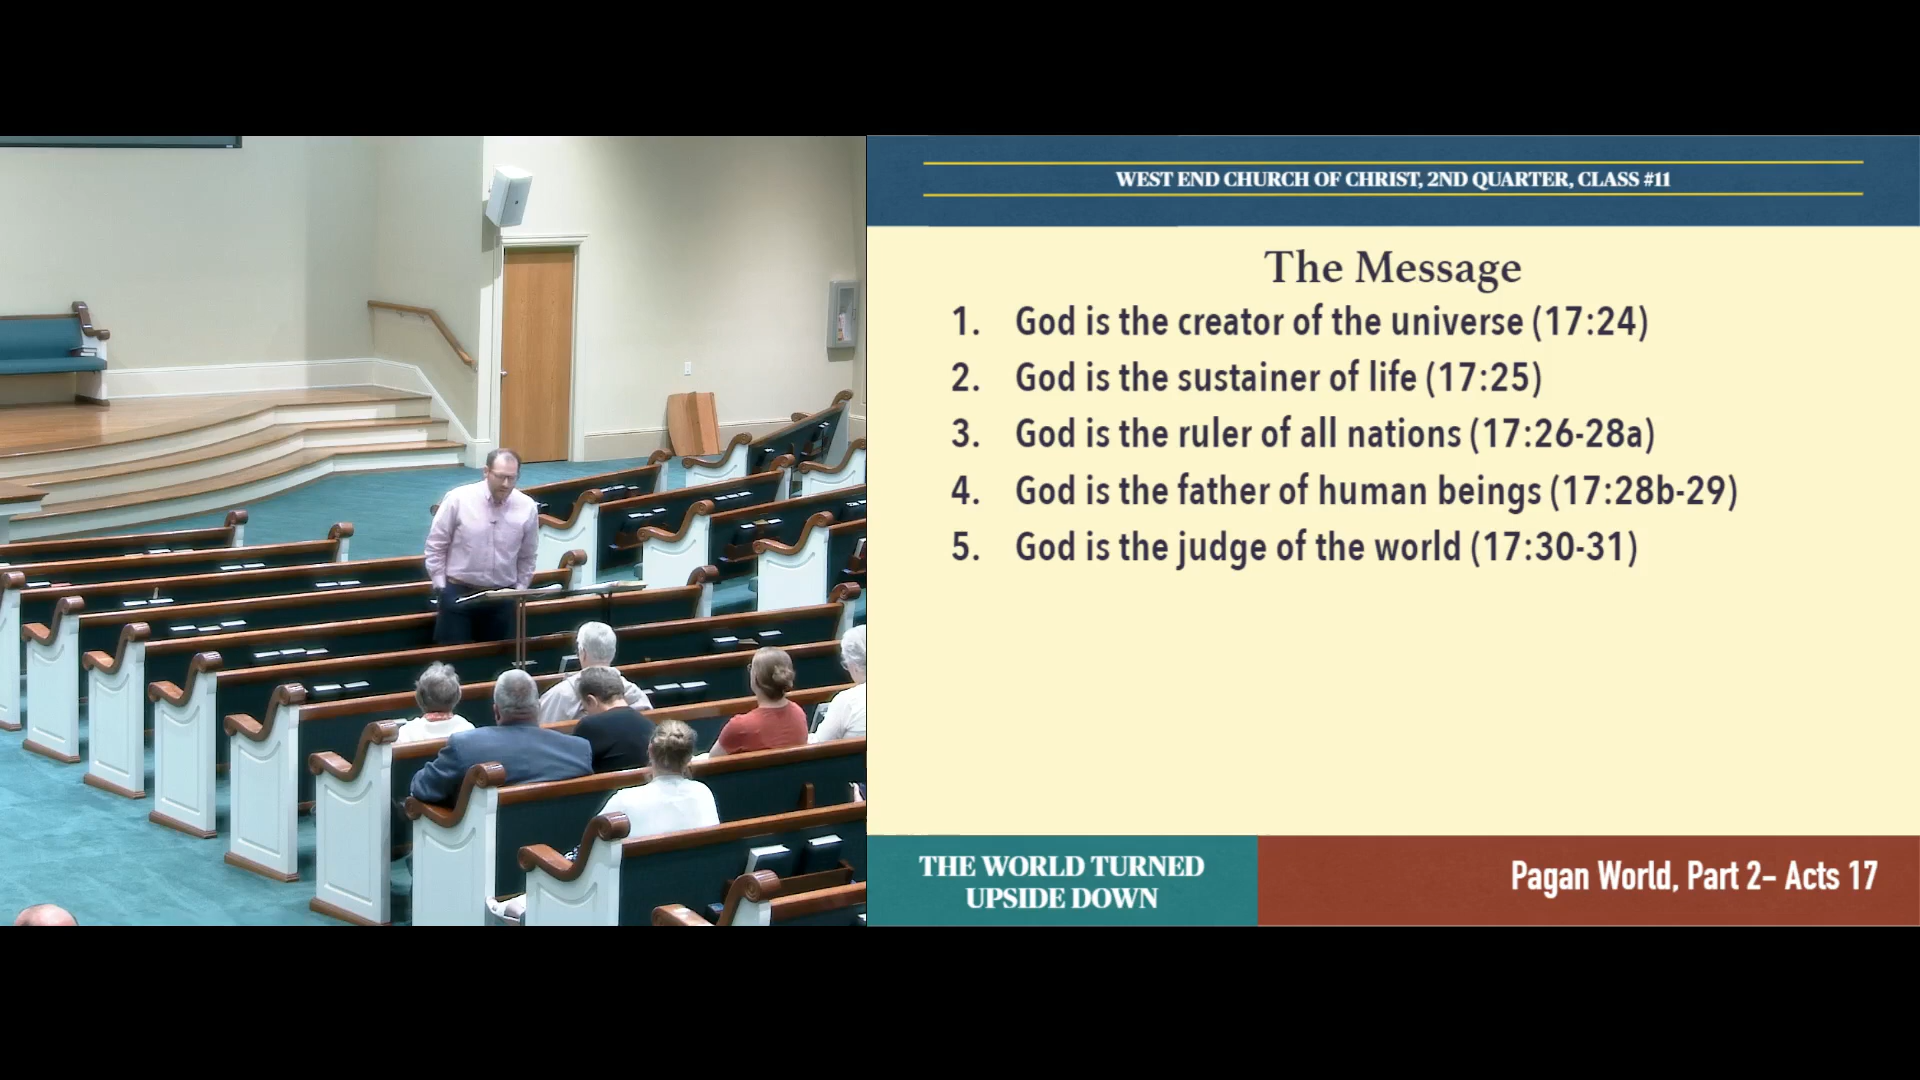 WEST END CHURCH OF CHRIST, 2ND QUARTER, CLASS #11
The Message
1. God is the creator of the universe (17:24)
2. God is the sustainer of life (17:25)
3. God is the ruler of all nations (17:26-28a)
4. God is the father of human beings (17:28b-29)
5. God is the judge of the world (17:30-31)
THE WORLD TURNED
UPSIDE DOWN
Pagan World, Part 2– Acts 17